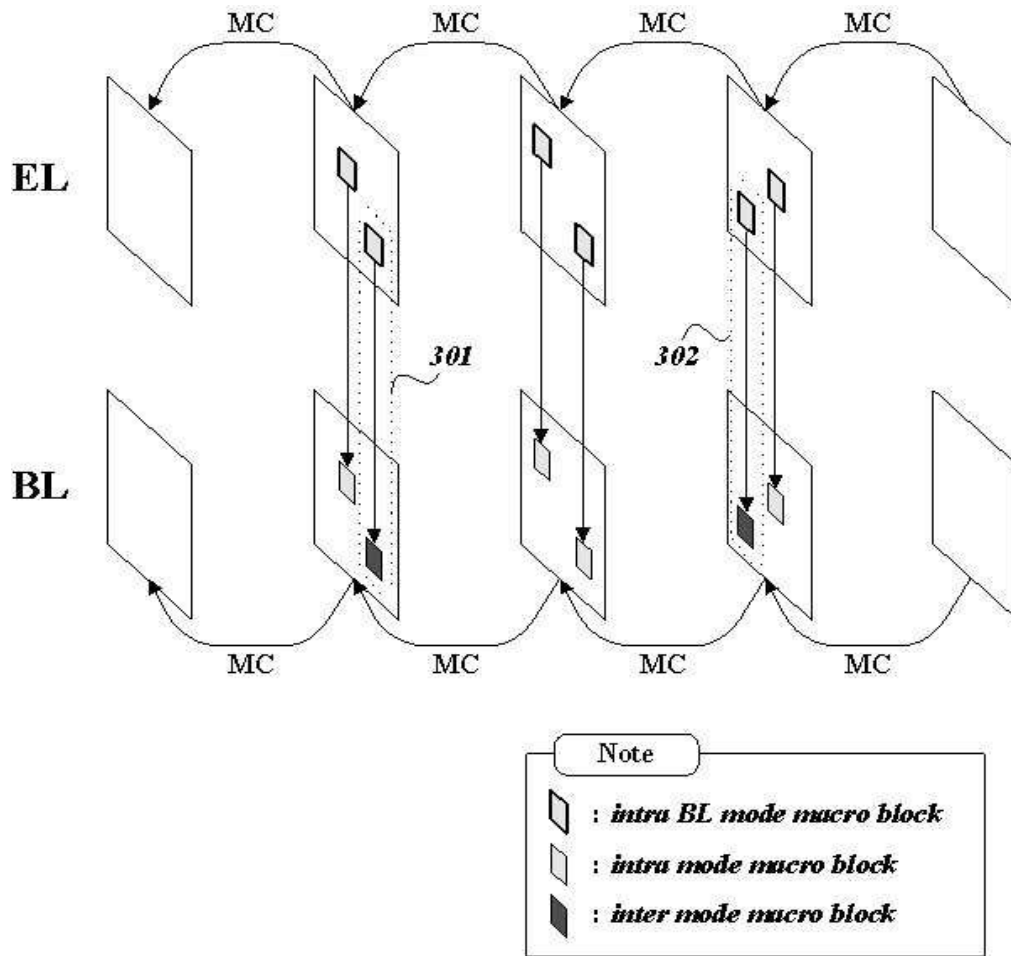 MC MC MC MC
EL
301 302
BL
MC MC MC MC
Note
: intra BL mode macro block
: intra mode macro block
: inter mode macro block